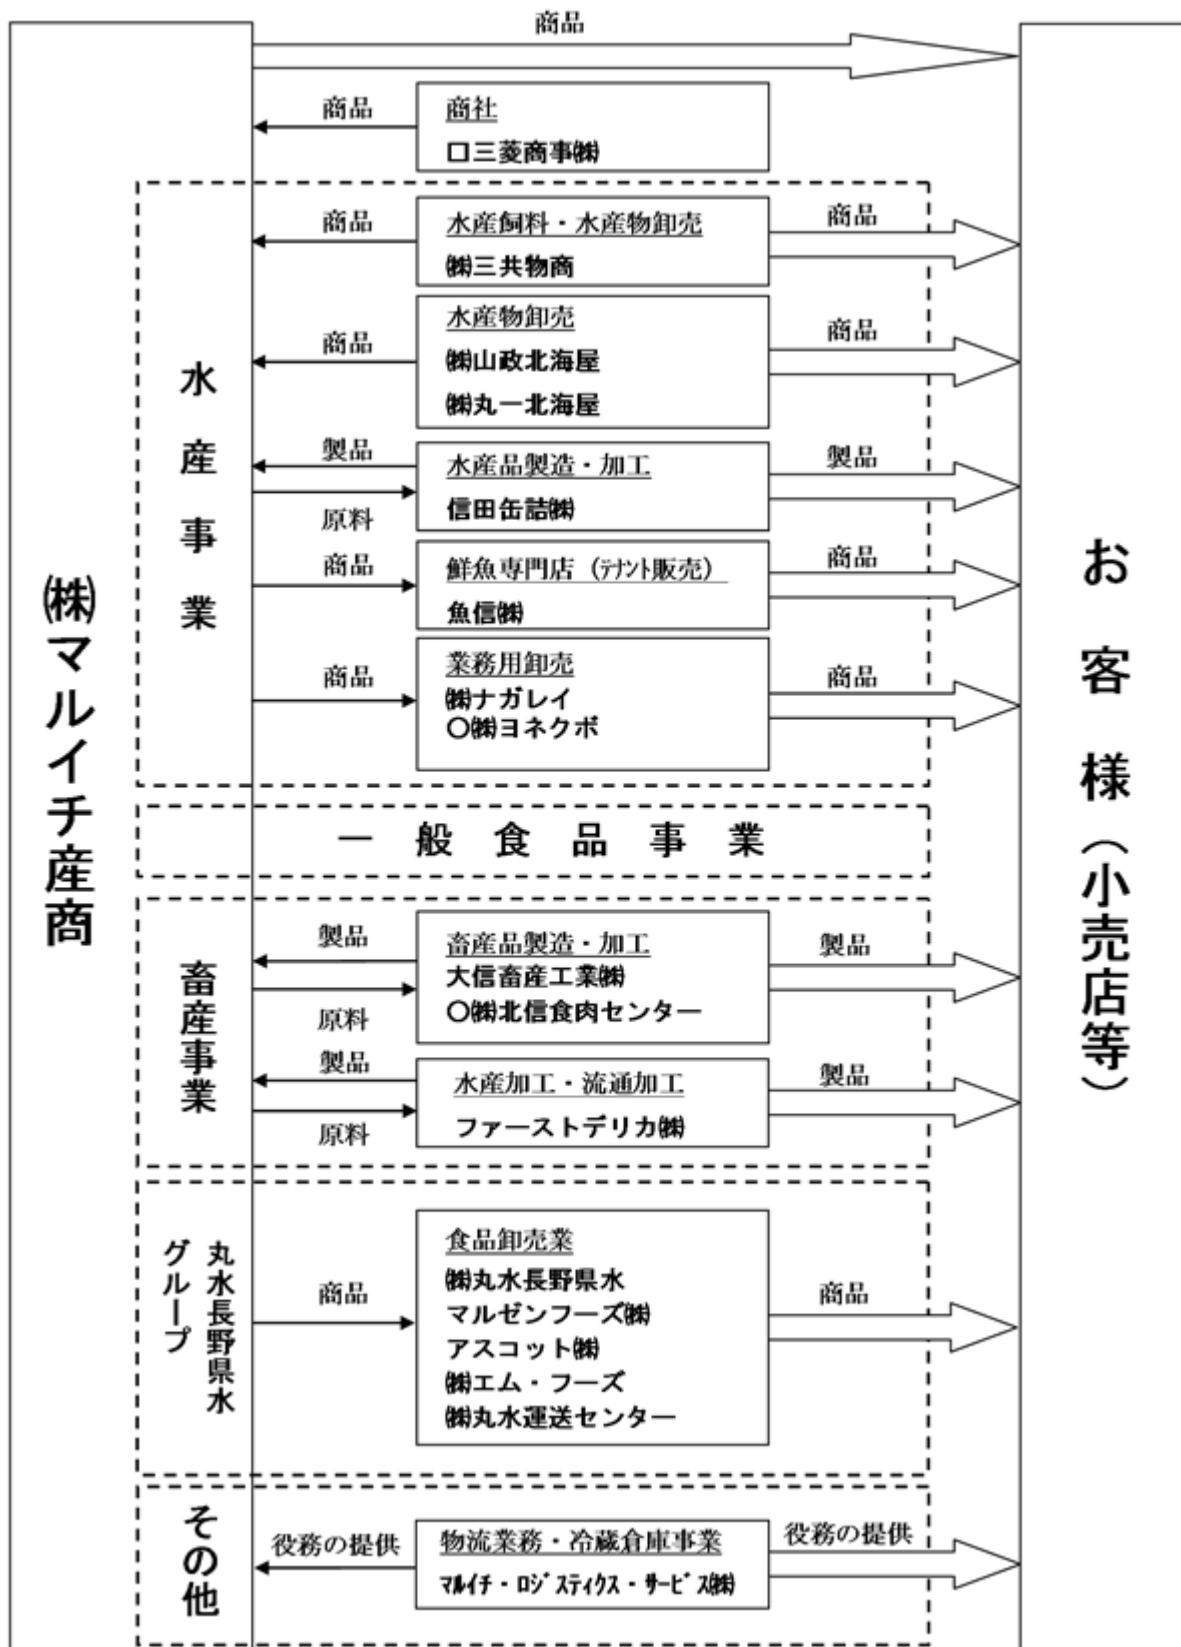 ㈱マルイチ産商
商品
商品
商社
□三菱商事㈱
水産事業
商品
水産飼料・水産物卸売
㈱三共物商
商品
商品
水産物卸売
㈱山政北海屋
㈱丸一北海屋
商品
製品
原料
水産品製造・加工
信田缶詰㈱
製品
商品
鮮魚専門店（ﾃﾅﾝﾄ販売）
魚信㈱
商品
商品
業務用卸売
㈱ナガレイ
○㈱ヨネクボ
商品
一般食品事業
畜産事業
製品
原料
畜産品製造・加工
大信畜産工業㈱
○㈱北信食肉センター
製品
製品
原料
水産加工・流通加工
ファーストデリカ㈱
製品
丸水長野県水
グループ
商品
食品卸売業
㈱丸水長野県水
マルゼンフーズ㈱
アスコット㈱
㈱エム・フーズ
㈱丸水運送センター
商品
その他
役務の提供
物流業務・冷蔵倉庫事業
ﾏﾙｲﾁ・ﾛｼﾞｽﾃｨｸｽ・ｻｰﾋﾞｽ㈱
役務の提供
お客様（小売店等）